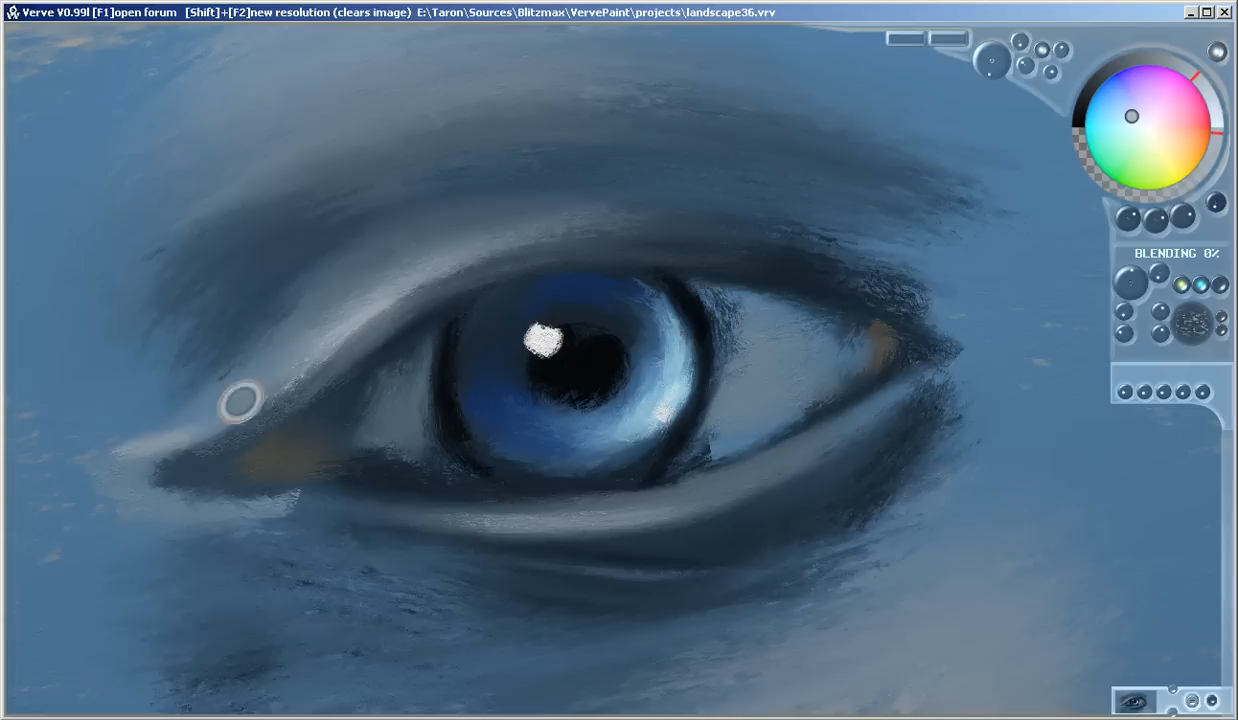 Verve V0.99l [F1]open forum [Shift]+[F2]new resolution (clears image) E:\Taron\Sources\Blitzmax\VervePaint\projects\landscape36.vrv
BLENDING 0%